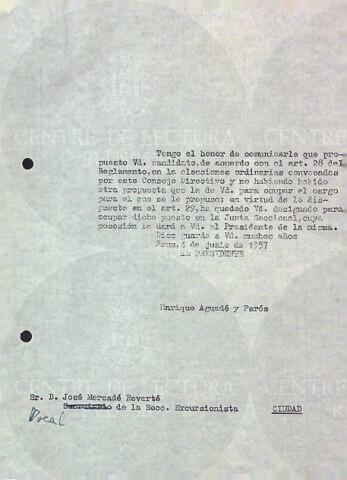 Tengo el honor de comunicarle que pro-
puesto Vd. candidato, de acuerdo con el art. 28 del
Reglamento, en la elecciones ordinarias convocadas
por este Consejo Directivo y no habiendo habido
otra propuesta que la de Vd. para ocupar el cargo
para el que se le propuso; en virtud de lo dis-
puesto en el art. 29, ha quedado Vd. designado para
ocupar dicho puesto en la Junta Seccional, cuya
posesión le dará a Vd. el Presidente de la misma.
Dios guarde a Vd. muchos años
Reus, 4 de junio de 1957
EL PRESIDENTE
Enrique Aguadé y Parés
Sr. D. José Mercadé Reverté
Secretario de la Secc. Excursionista CIUDAD
Vocal
CENTRE DE LECTURA